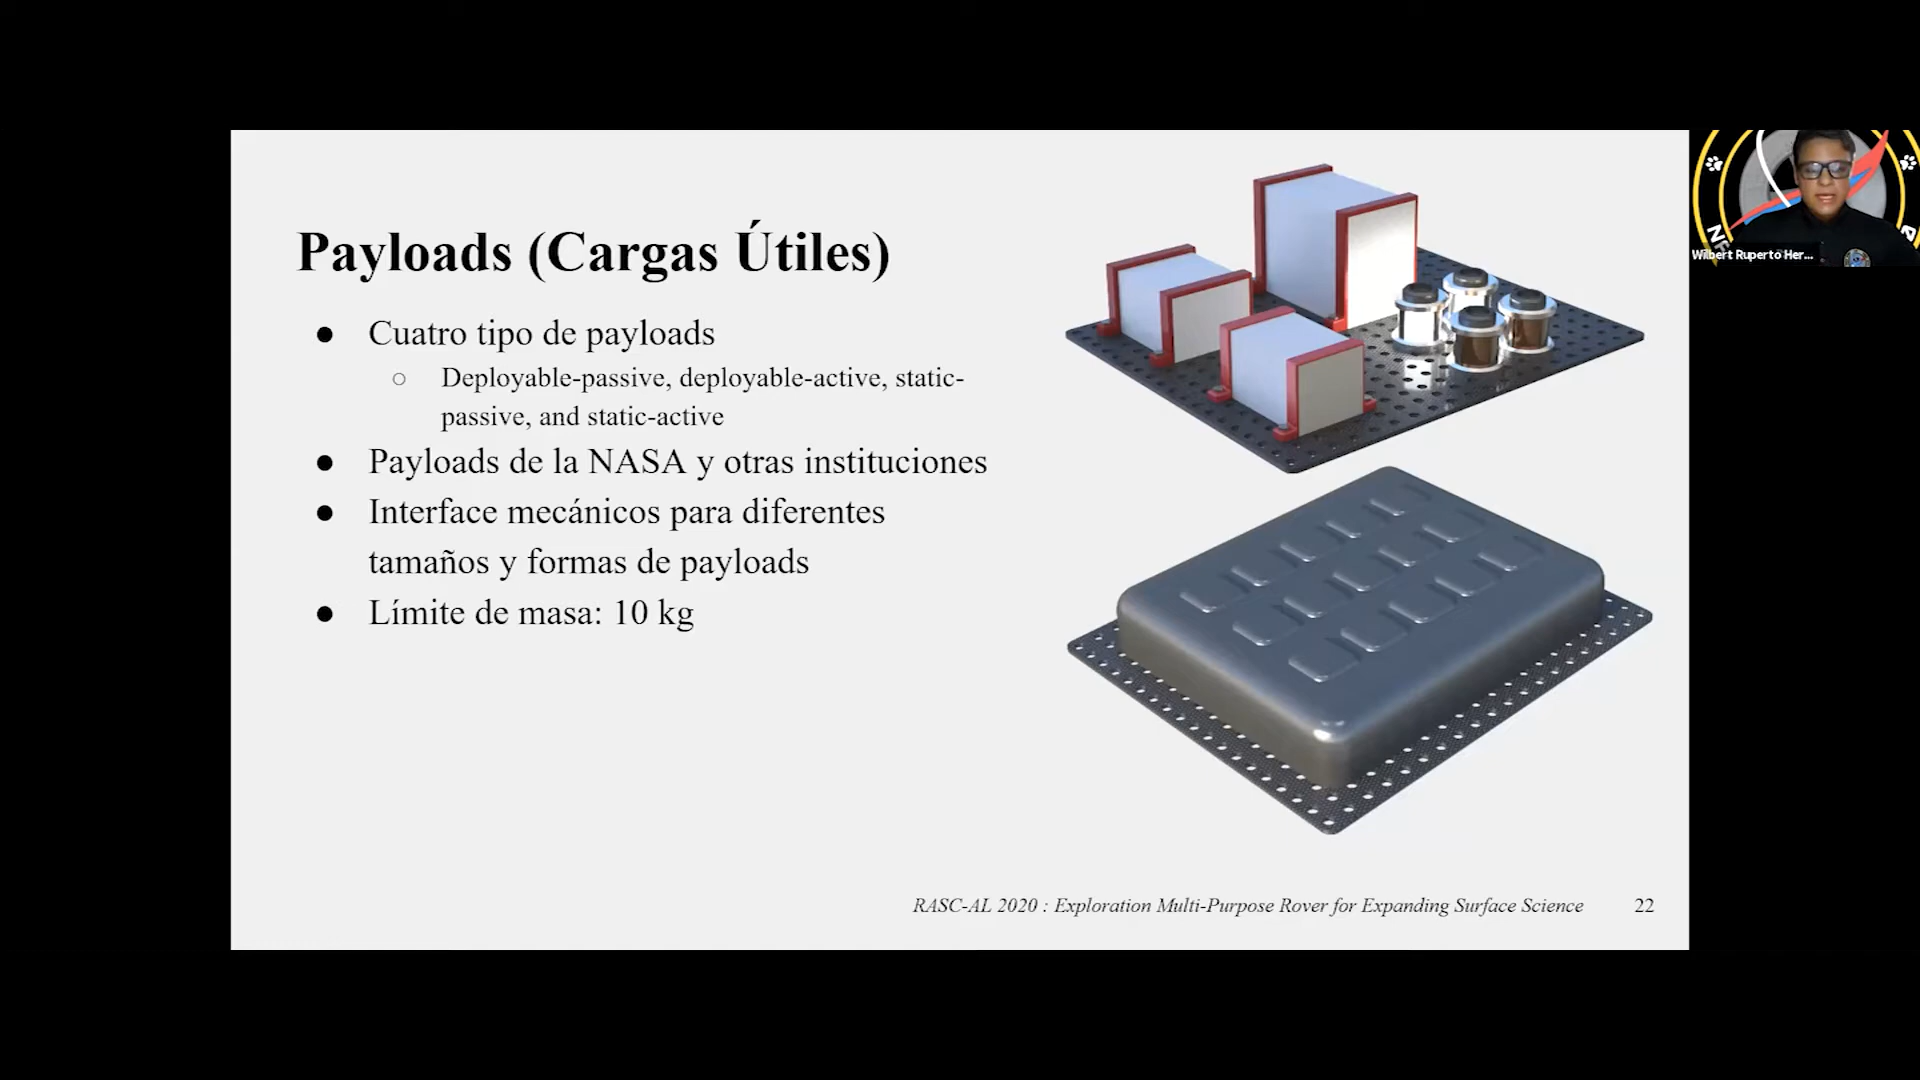 Payloads (Cargas Útiles)
● Cuatro tipo de payloads
○ Deployable-passive, deployable-active, static-
passive, and static-active
● Payloads de la NASA y otras instituciones
● Interface mecánicos para diferentes
tamaños y formas de payloads
● Límite de masa: 10 kg
RASC-AL 2020 : Exploration Multi-Purpose Rover for Expanding Surface Science 22
Wilbert Ruperto Her...